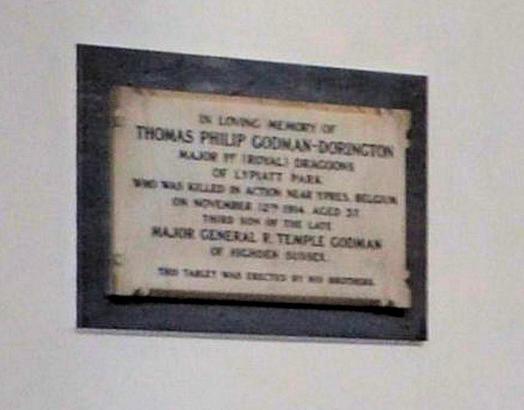 IN LOVING MEMORY OF
THOMAS PHILIP GODMAN-DORINGTON
MAJOR 1ST (ROYAL) DRAGOONS
OF LYPIATT PARK
WHO WAS KILLED IN ACTION NEAR YPRES, BELGIUM
ON NOVEMBER 12TH 1914 AGED 37
THIRD SON OF THE LATE
MAJOR GENERAL R. TEMPLE GODMAN
OF HIGHDEN SUSSEX.
THIS TABLET WAS ERECTED BY HIS BROTHERS.